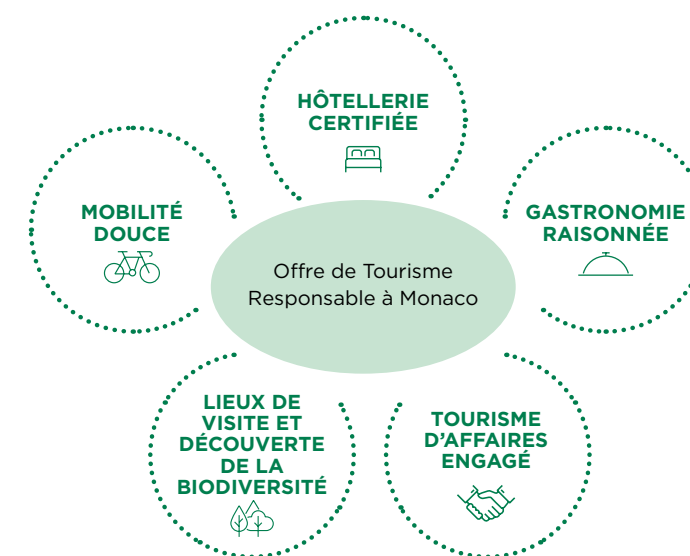 HÔTELLERIE
CERTIFIÉE
MOBILITÉ
DOUCE
GASTRONOMIE
RAISONNÉE
Offre de Tourisme
Responsable à Monaco
LIEUX DE
VISITE ET
DÉCOUVERTE
DE LA
BIODIVERSITÉ
TOURISME
D’AFFAIRES
ENGAGÉ